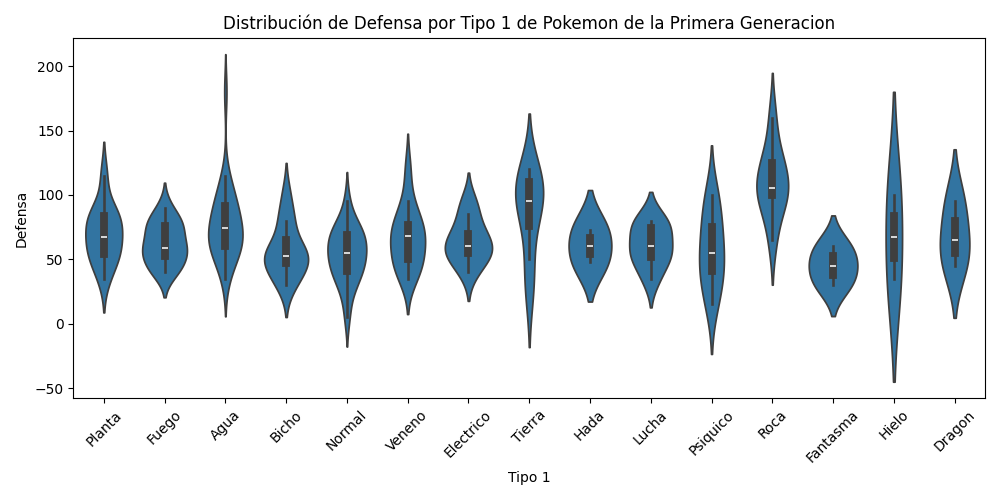 Distribución de Defensa por Tipo 1 de Pokemon de la Primera Generacion
Defensa
200
150
100
50
0
−50
Planta
Fuego
Agua
Bicho
Normal
Veneno
Electrico
Tierra
Hada
Lucha
Psiquico
Roca
Fantasma
Hielo
Dragon
Tipo 1